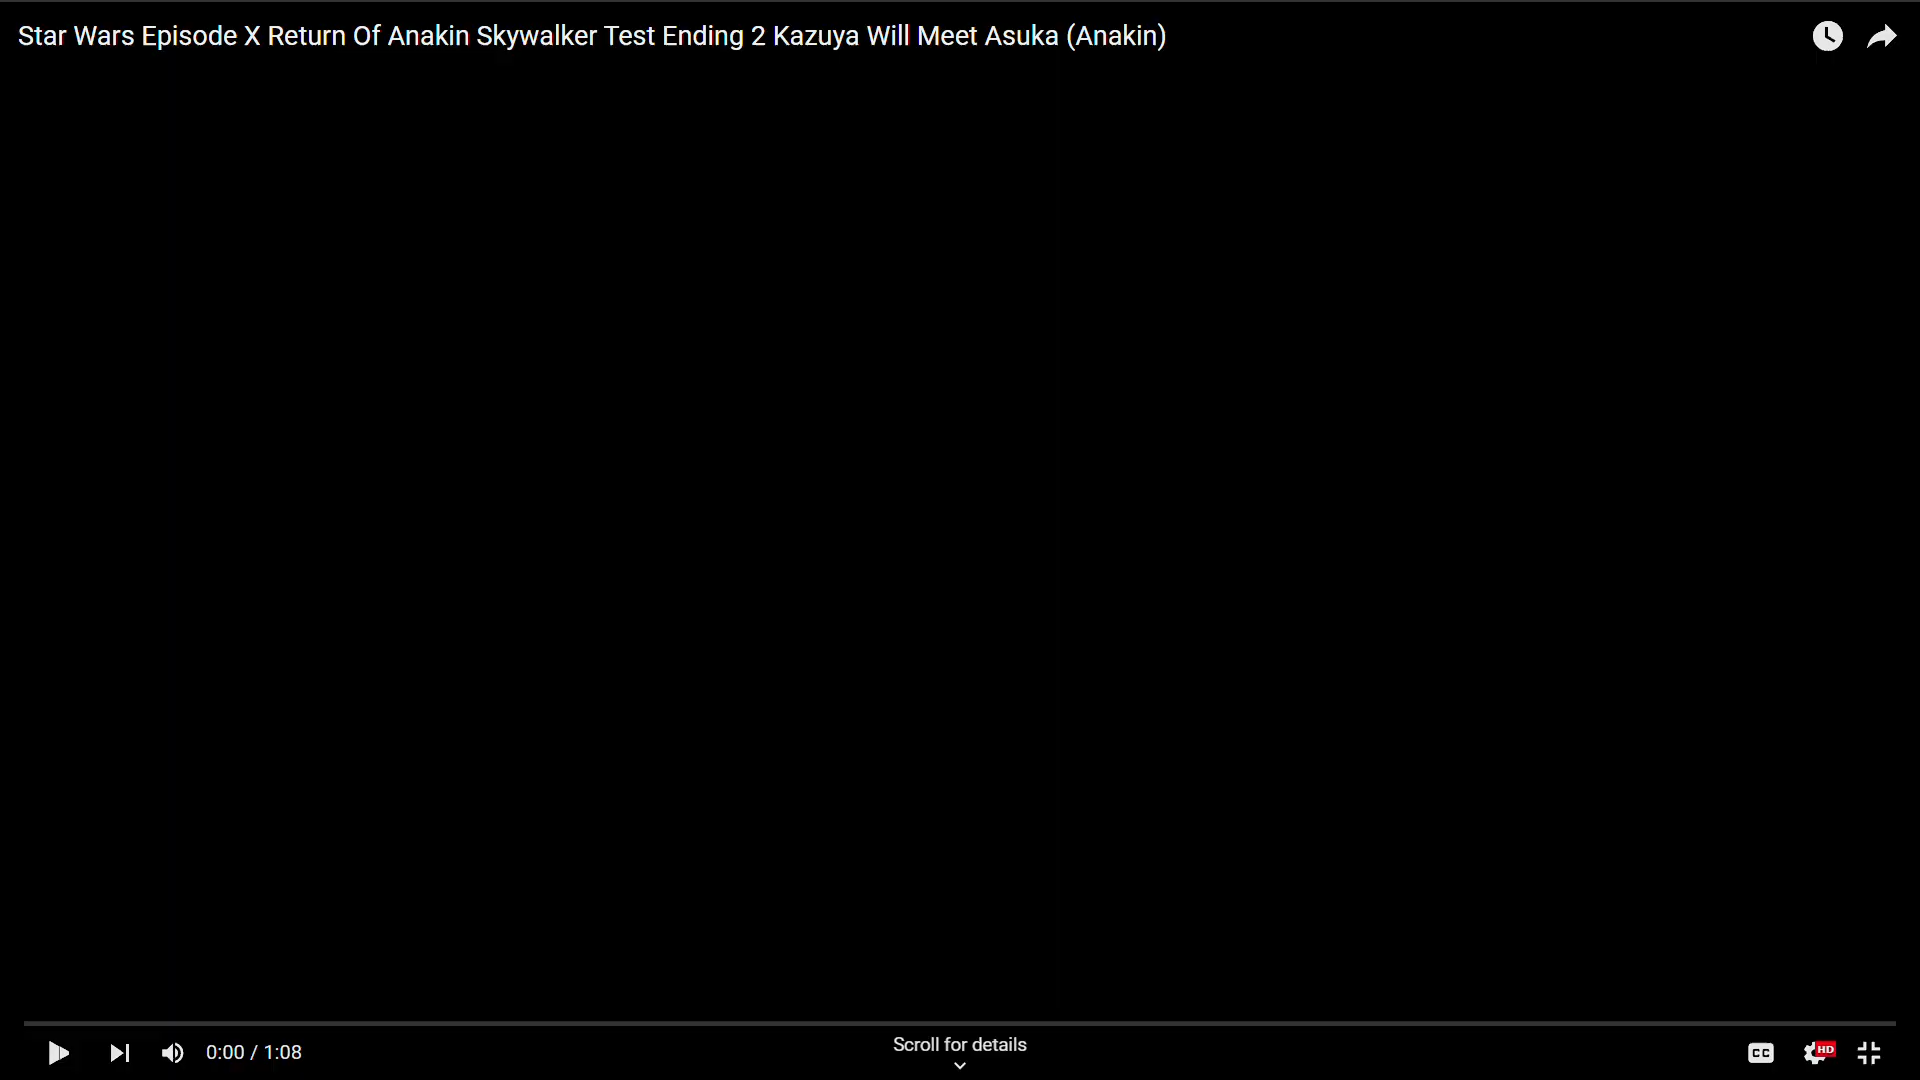 Star Wars Episode X Return Of Anakin Skywalker Test Ending 2 Kazuya Will Meet Asuka (Anakin)
0:00 / 1:08
Scroll for details
CC
HD